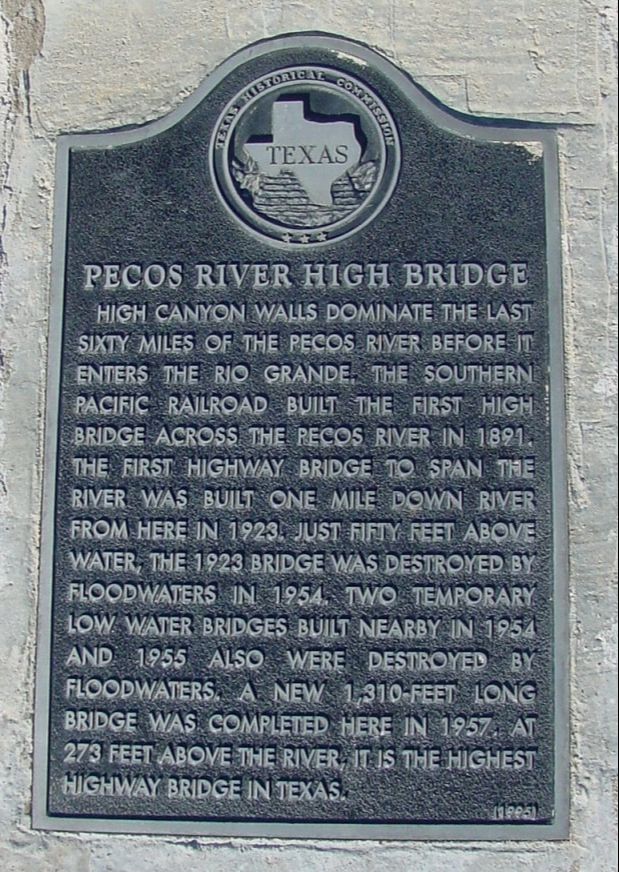 TEXAS HISTORICAL COMMISSION
TEXAS
PECOS RIVER HIGH BRIDGE
HIGH CANYON WALLS DOMINATE THE LAST
SIXTY MILES OF THE PECOS RIVER BEFORE IT
ENTERS THE RIO GRANDE. THE SOUTHERN
PACIFIC RAILROAD BUILT THE FIRST HIGH
BRIDGE ACROSS THE PECOS RIVER IN 1891.
THE FIRST HIGHWAY BRIDGE TO SPAN THE
RIVER WAS BUILT ONE MILE DOWN RIVER
FROM HERE IN 1923. JUST FIFTY FEET ABOVE
WATER, THE 1923 BRIDGE WAS DESTROYED BY
FLOODWATERS IN 1954. TWO TEMPORARY
LOW WATER BRIDGES BUILT NEARBY IN 1954
AND 1955 ALSO WERE DESTROYED BY
FLOODWATERS. A NEW 1,310-FEET LONG
BRIDGE WAS COMPLETED HERE IN 1957. AT
273 FEET ABOVE THE RIVER, IT IS THE HIGHEST
HIGHWAY BRIDGE IN TEXAS.
(1995)